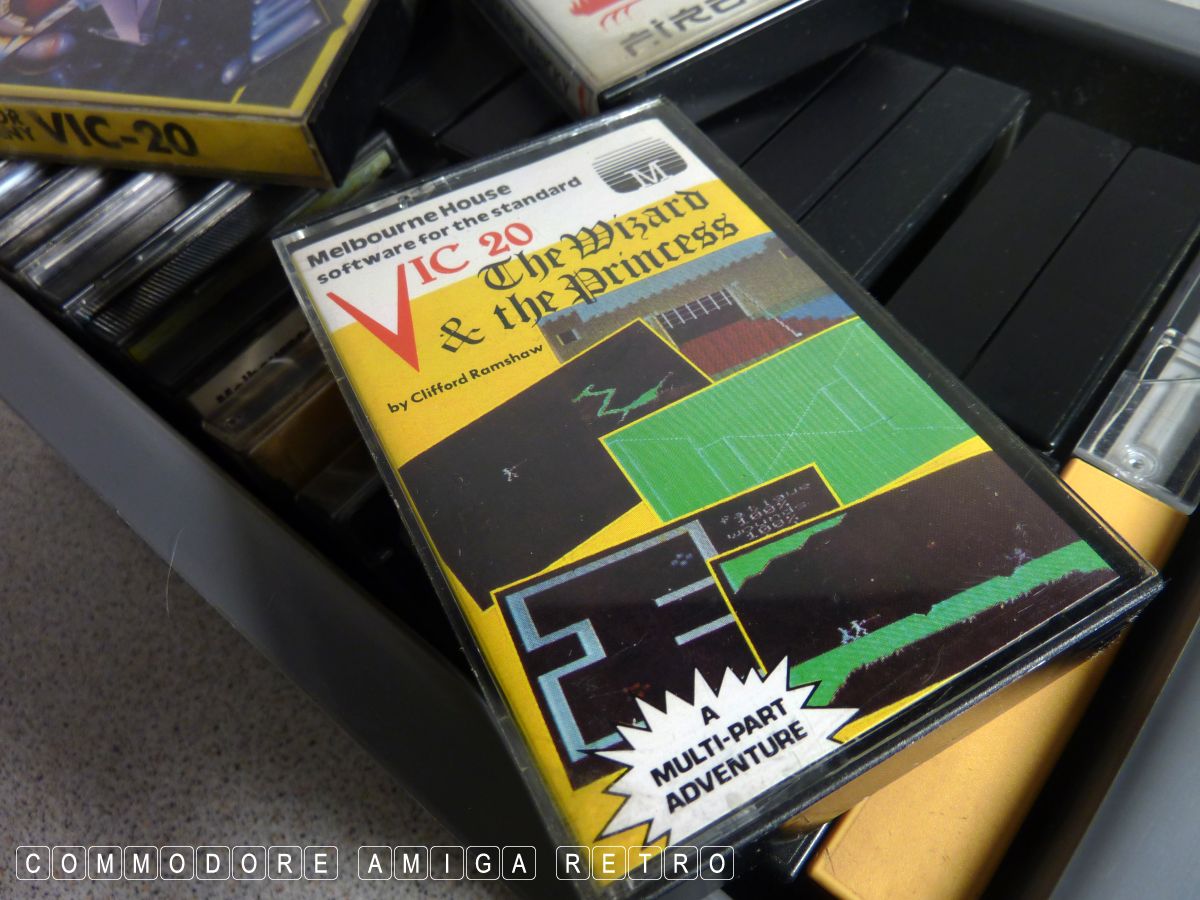 VIC-20
FIRE
Melbourne House
software for the standard
VIC 20
The Wizard
& the Princess
by Clifford Ramshaw
M
A
MULTI-PART
ADVENTURE
COMMODORE AMIGA RETRO